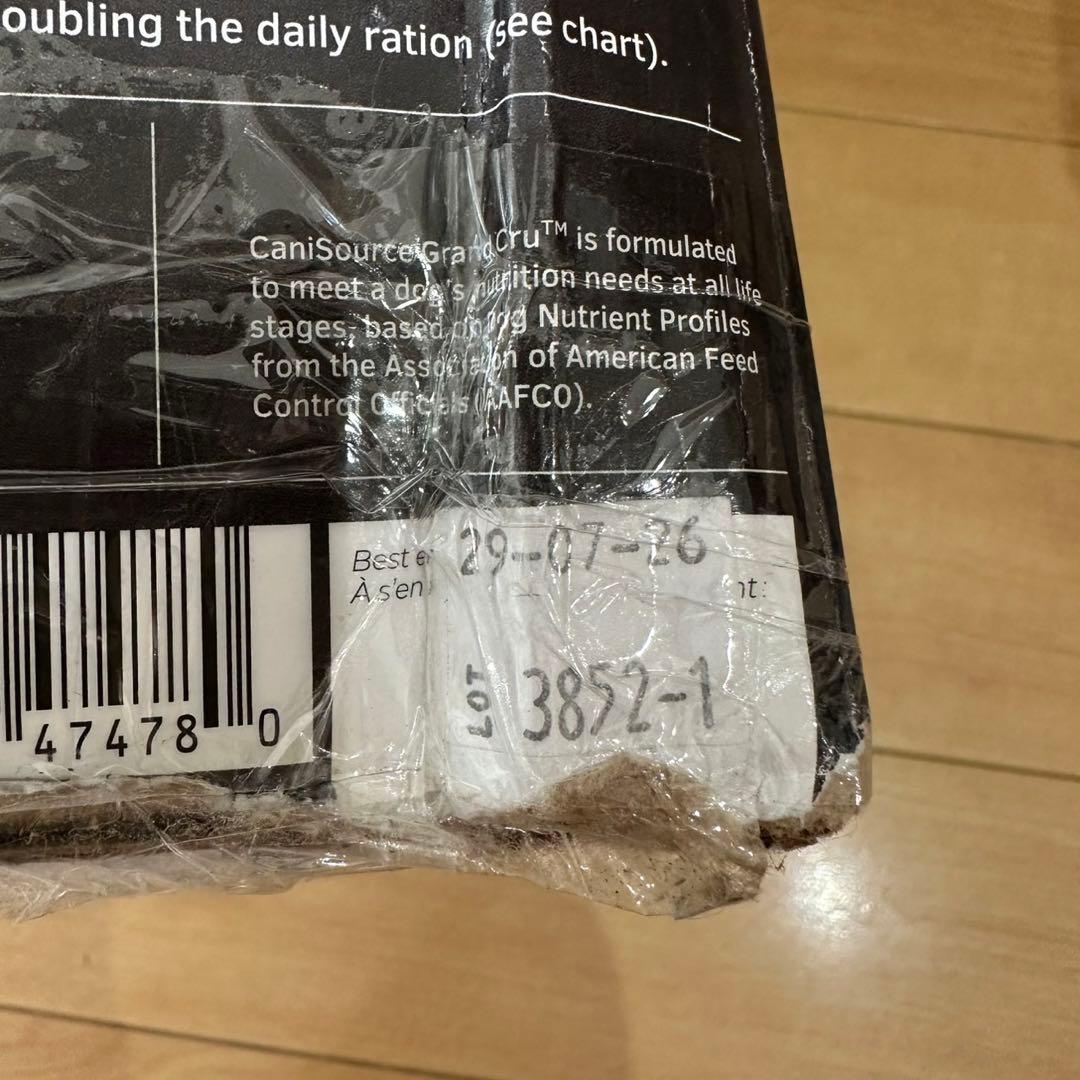 oubling the daily ration (see chart).
CaniSource GrandCru™ is formulated
to meet a dog's nutrition needs at all life
stages, based on Dog Nutrient Profiles
from the Association of American Feed
Control Officials (AAFCO).
Best
À s'en
nt:
29-07-26
LOT 3852-1
47478 0